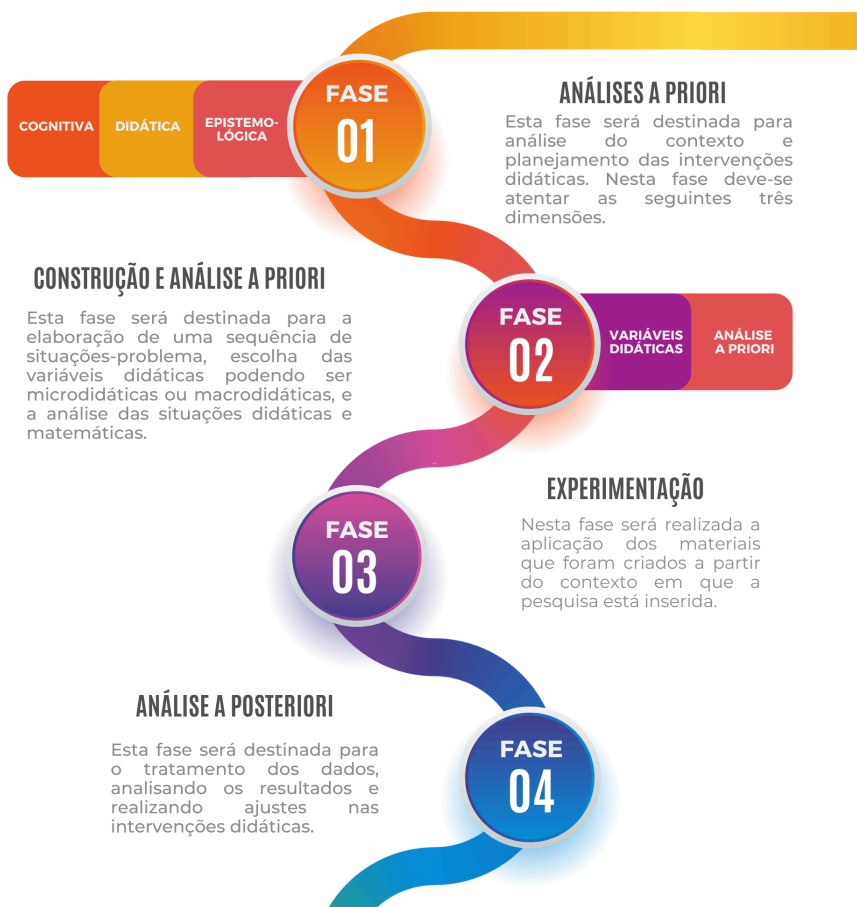 COGNITIVA
DIDÁTICA
EPISTEMO-
LÓGICA
FASE
01
ANÁLISES A PRIORI
Esta fase será destinada para
análise do contexto e
planejamento das intervenções
didáticas. Nesta fase deve-se
atentar as seguintes três
dimensões.
CONSTRUÇÃO E ANÁLISE A PRIORI
Esta fase será destinada para a
elaboração de uma sequência de
situações-problema, escolha das
variáveis didáticas podendo ser
microdidáticas ou macrodidáticas, e
a análise das situações didáticas e
matemáticas.
FASE
02
VARIÁVEIS
DIDÁTICAS
ANÁLISE
A PRIORI
FASE
03
EXPERIMENTAÇÃO
Nesta fase será realizada a
aplicação dos materiais
que foram criados a partir
do contexto em que a
pesquisa está inserida.
ANÁLISE A POSTERIORI
Esta fase será destinada para
o tratamento dos dados,
analisando os resultados e
realizando ajustes nas
intervenções didáticas.
FASE
04